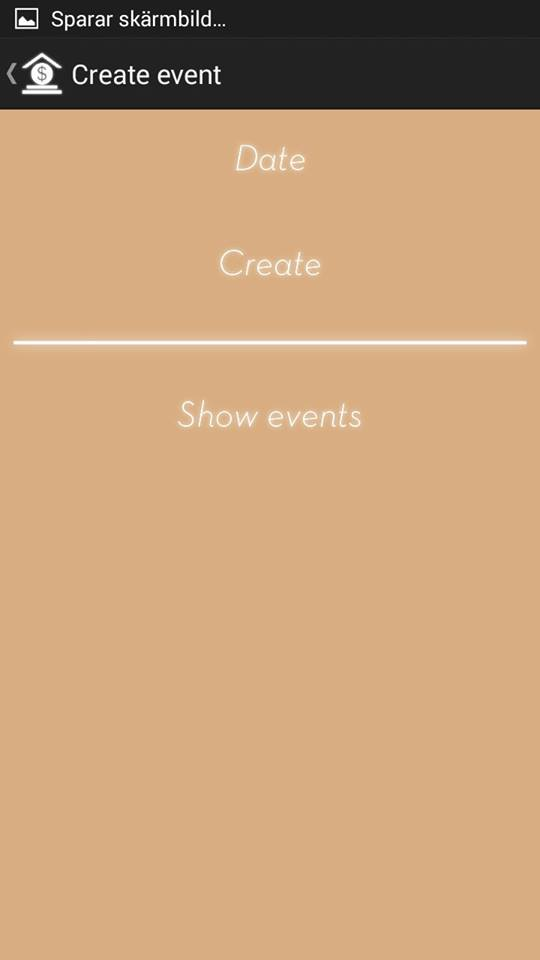 Sparar skärmbild...
Create event
Date
Create
Show events